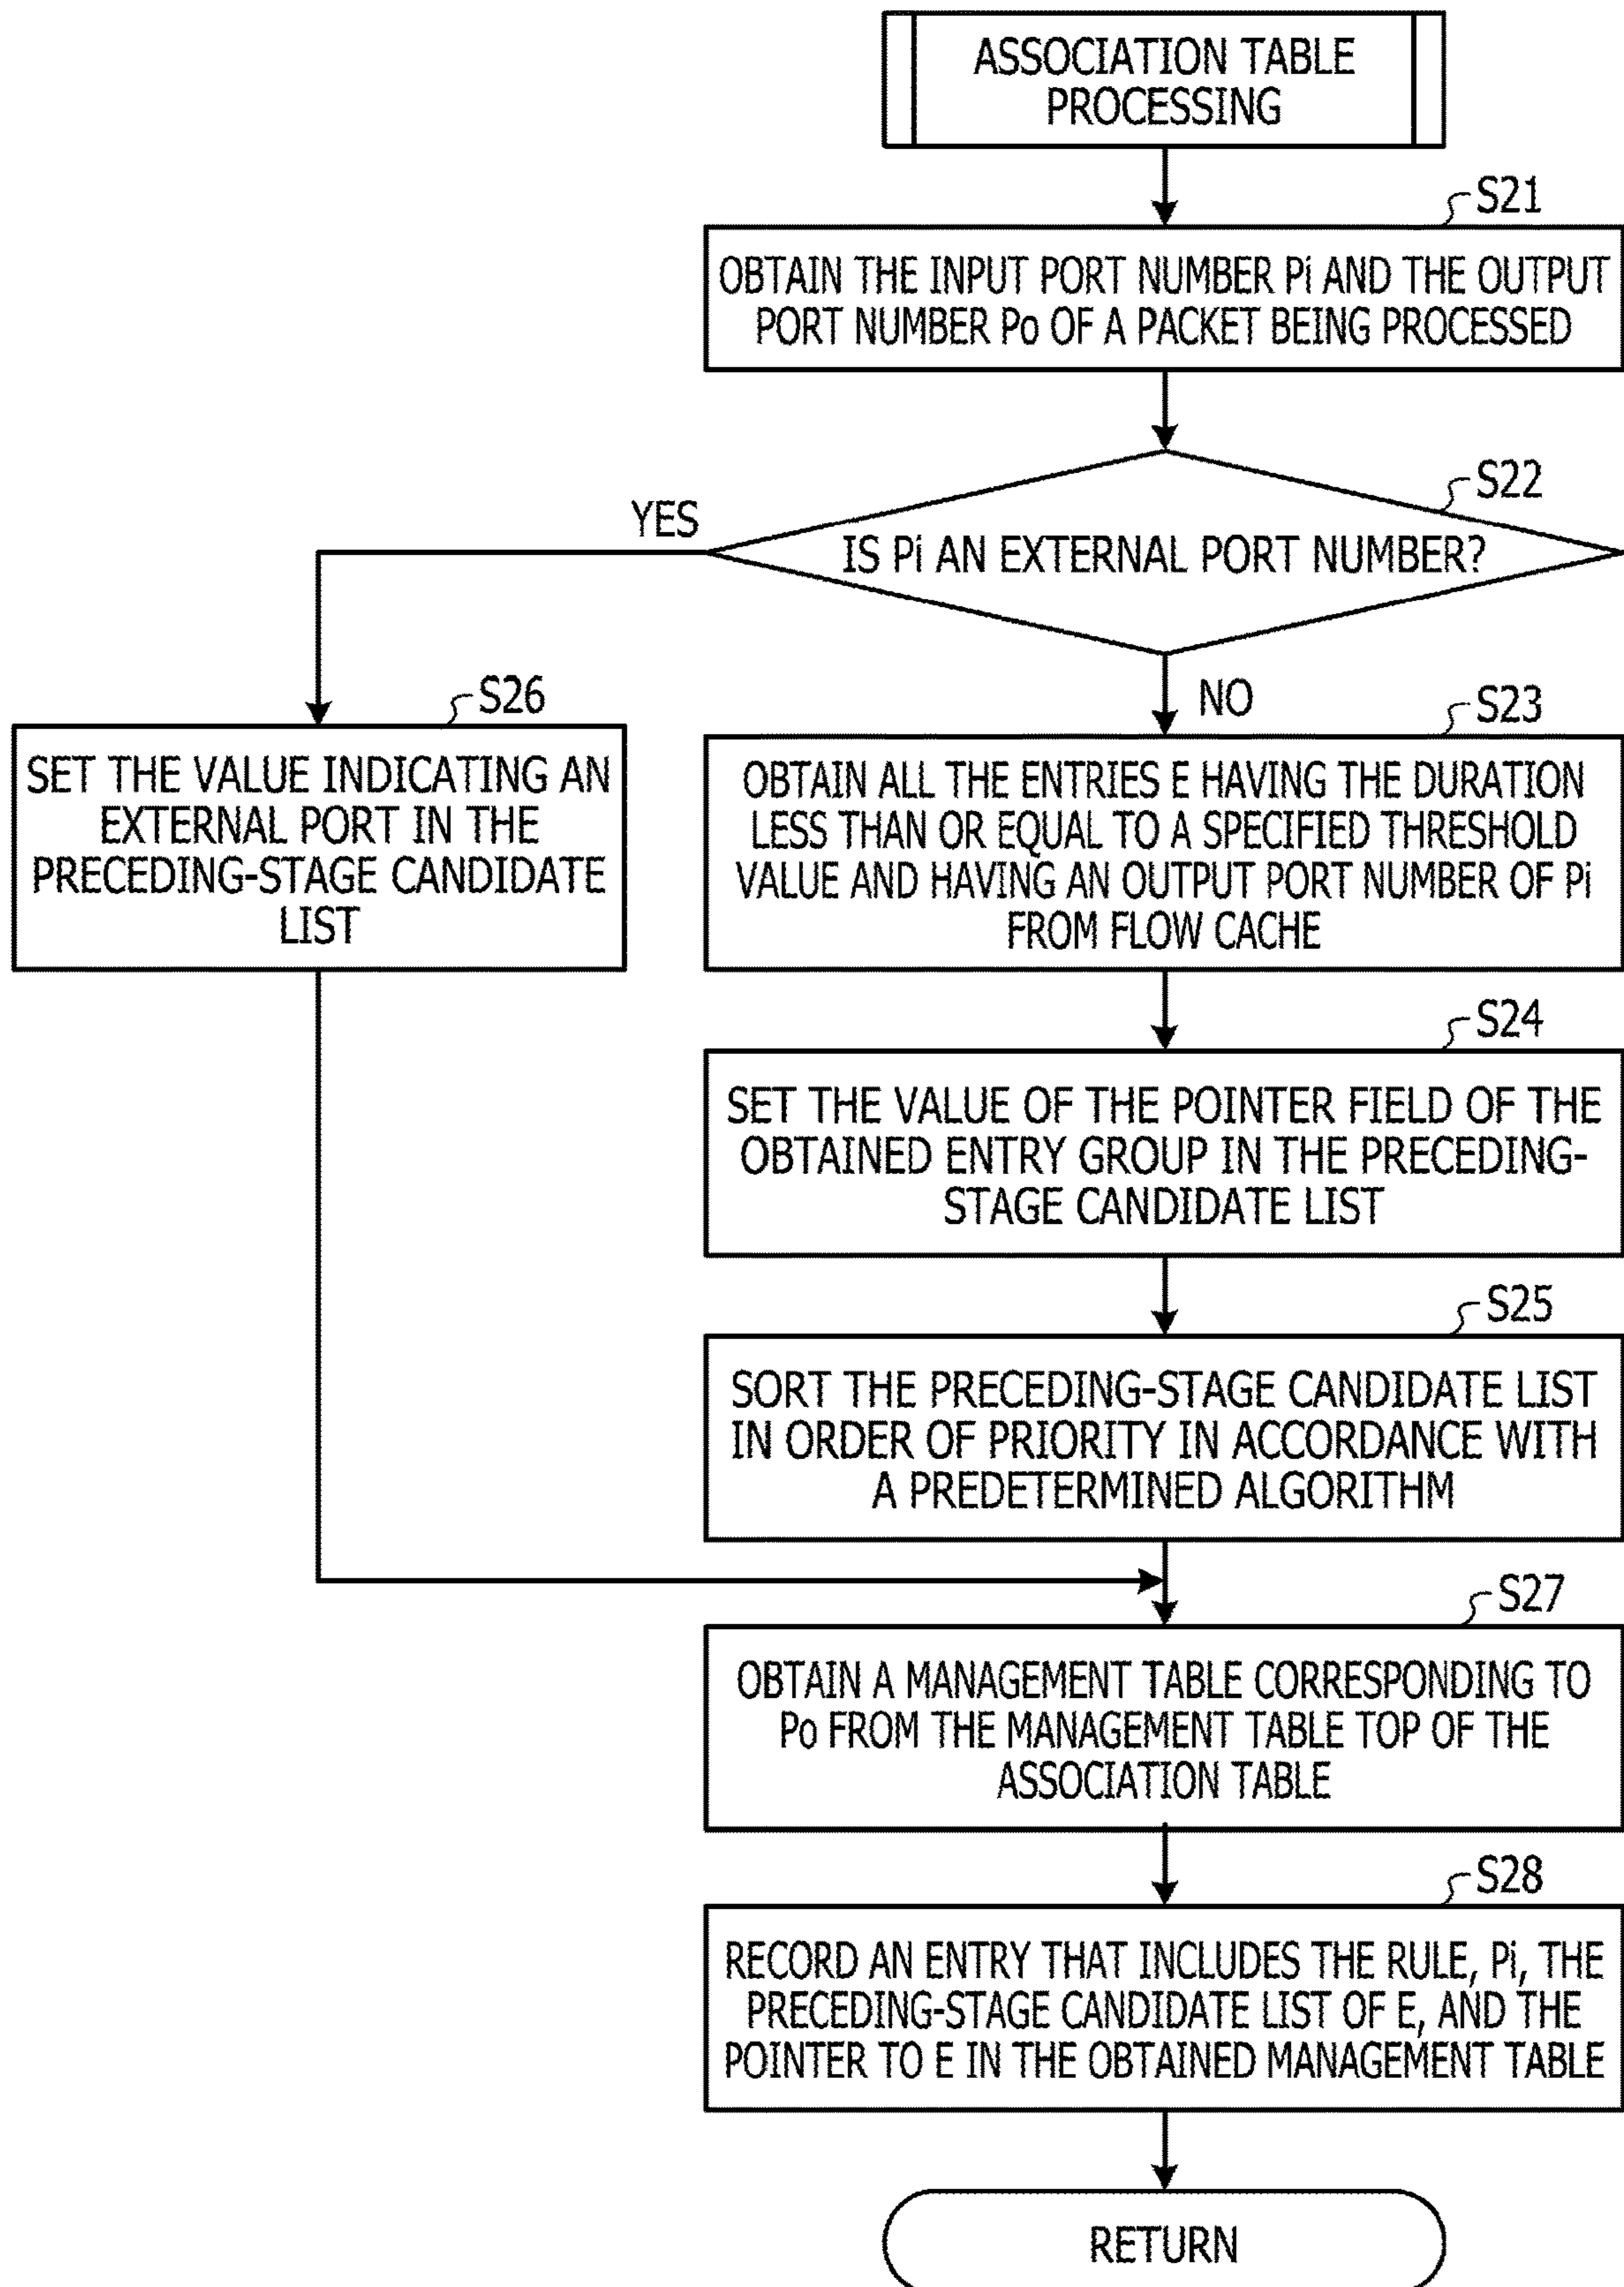 ASSOCIATION TABLE
PROCESSING
S21
OBTAIN THE INPUT PORT NUMBER Pi AND THE OUTPUT
PORT NUMBER Po OF A PACKET BEING PROCESSED
S22
YES
IS Pi AN EXTERNAL PORT NUMBER?
NO
S26
SET THE VALUE INDICATING AN
EXTERNAL PORT IN THE
PRECEDING-STAGE CANDIDATE
LIST
S23
OBTAIN ALL THE ENTRIES E HAVING THE DURATION
LESS THAN OR EQUAL TO A SPECIFIED THRESHOLD
VALUE AND HAVING AN OUTPUT PORT NUMBER OF Pi
FROM FLOW CACHE
S24
SET THE VALUE OF THE POINTER FIELD OF THE
OBTAINED ENTRY GROUP IN THE PRECEDING-
STAGE CANDIDATE LIST
S25
SORT THE PRECEDING-STAGE CANDIDATE LIST
IN ORDER OF PRIORITY IN ACCORDANCE WITH
A PREDETERMINED ALGORITHM
S27
OBTAIN A MANAGEMENT TABLE CORRESPONDING TO
Po FROM THE MANAGEMENT TABLE TOP OF THE
ASSOCIATION TABLE
S28
RECORD AN ENTRY THAT INCLUDES THE RULE, Pi, THE
PRECEDING-STAGE CANDIDATE LIST OF E, AND THE
POINTER TO E IN THE OBTAINED MANAGEMENT TABLE
RETURN